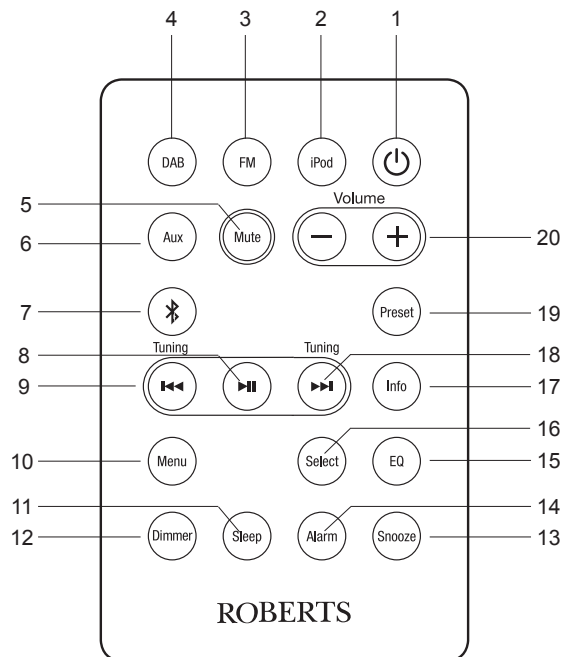 4 3 2 1
DAB FM iPod
Volume
5
6 Aux Mute − + 20
7 Preset 19
Tuning Tuning
8 18
9 Info 17
16
10 Menu Select EQ 15
11 14
12 Dimmer Sleep Alarm Snooze 13
ROBERTS